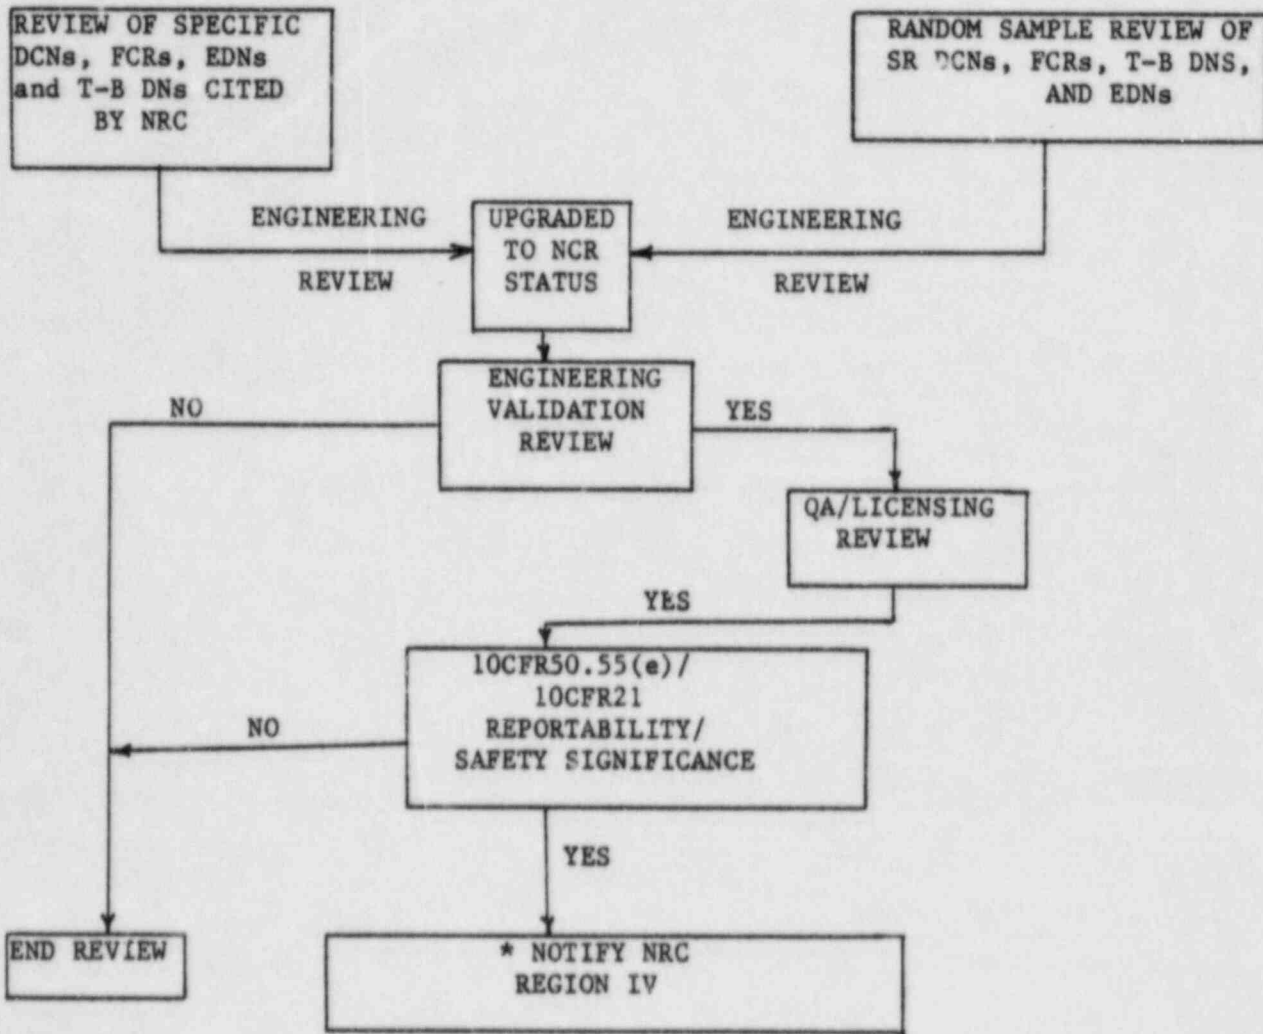 REVIEW OF SPECIFIC
DCNs, FCRs, EDNs
and T-B DNs CITED
BY NRC
RANDOM SAMPLE REVIEW OF
SR DCNs, FCRs, T-B DNS,
AND EDNs
ENGINEERING
REVIEW
UPGRADED
TO NCR
STATUS
ENGINEERING
REVIEW
NO
ENGINEERING
VALIDATION
REVIEW
YES
QA/LICENSING
REVIEW
YES
10CFR50.55(e)/
10CFR21
REPORTABILITY/
SAFETY SIGNIFICANCE
NO
YES
END REVIEW
* NOTIFY NRC
REGION IV